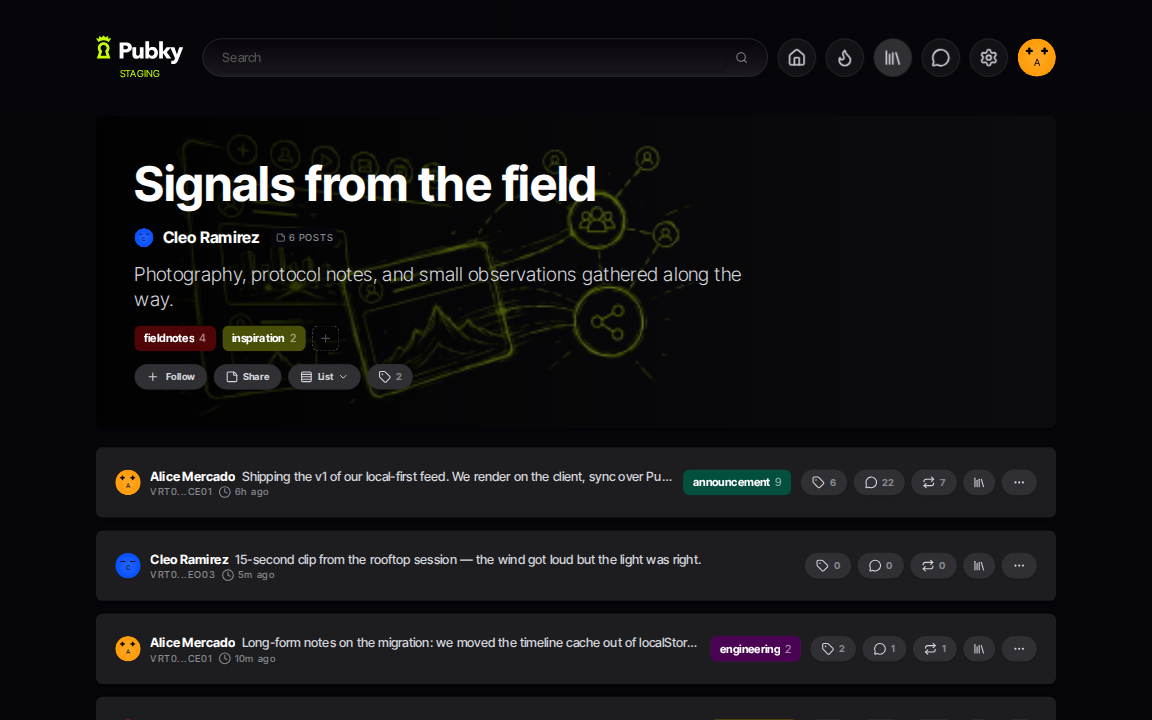 Pubky
STAGING
Search
A
Signals from the field
Cleo Ramirez 6 POSTS
Photography, protocol notes, and small observations gathered along the
way.
fieldnotes 4 inspiration 2 +
Follow Share List 2
Alice Mercado Shipping the v1 of our local-first feed. We render on the client, sync over Pu...
VRT0...CE01 6h ago
announcement 9 6 22 7
Cleo Ramirez 15-second clip from the rooftop session — the wind got loud but the light was right.
VRT0...EO03 5m ago
0 0 0
Alice Mercado Long-form notes on the migration: we moved the timeline cache out of localStor...
VRT0...CE01 10m ago
engineering 2 2 1 1